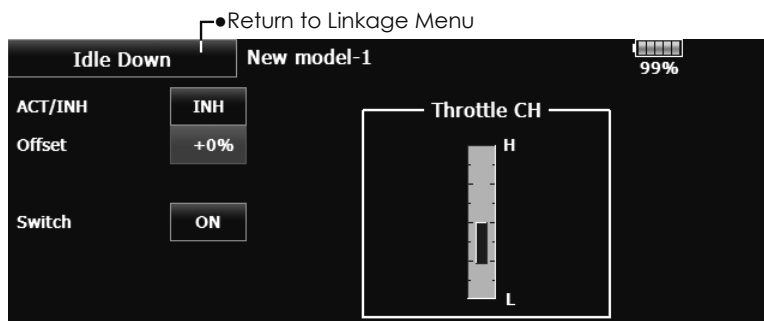 ●Return to Linkage Menu
Idle Down New model-1 99%
ACT/INH INH
Throttle CH
Offset +0%
H
Switch ON
L